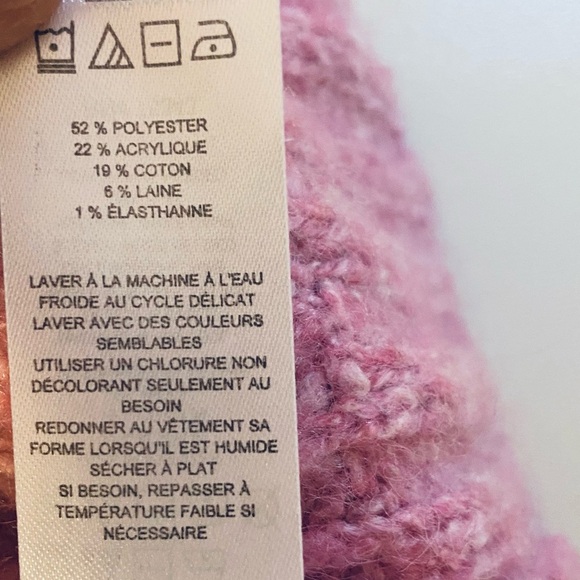 52 % POLYESTER
22 % ACRYLIQUE
19 % COTON
6 % LAINE
1 % ÉLASTHANNE
LAVER À LA MACHINE À L'EAU
FROIDE AU CYCLE DÉLICAT
LAVER AVEC DES COULEURS
SEMBLABLES
UTILISER UN CHLORURE NON
DÉCOLORANT SEULEMENT AU
BESOIN
REDONNER AU VÊTEMENT SA
FORME LORSQU'IL EST HUMIDE
SÉCHER À PLAT
SI BESOIN, REPASSER À
TEMPÉRATURE FAIBLE SI
NÉCESSAIRE